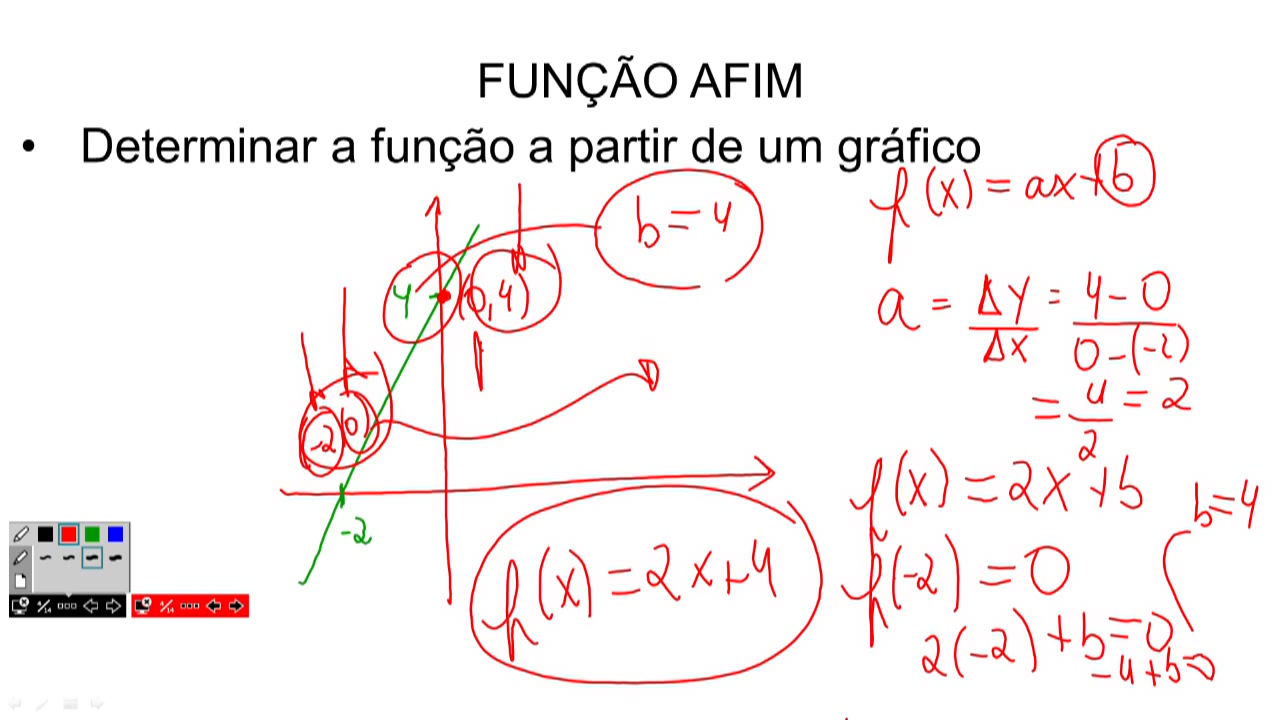 FUNÇÃO AFIM
• Determinar a função a partir de um gráfico
f(x) = ax+b
b = 4
4 (0,4)
a = Δy/Δx = 4-0/0-(-2)
= 4/2 = 2
-2 0
-2
f(x) = 2x+b
b=4
f(x) = 2x+4
f(-2) = 0
2(-2)+b=0
-4+b=0